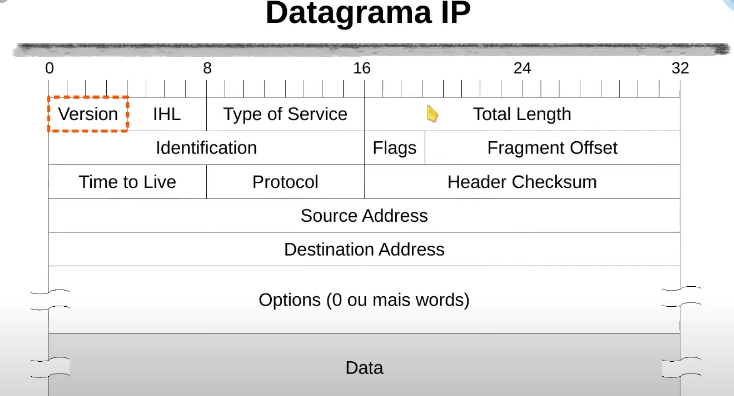 Datagrama IP
0 8 16 24 32
Version IHL Type of Service Total Length
Identification Flags Fragment Offset
Time to Live Protocol Header Checksum
Source Address
Destination Address
Options (0 ou mais words)
Data